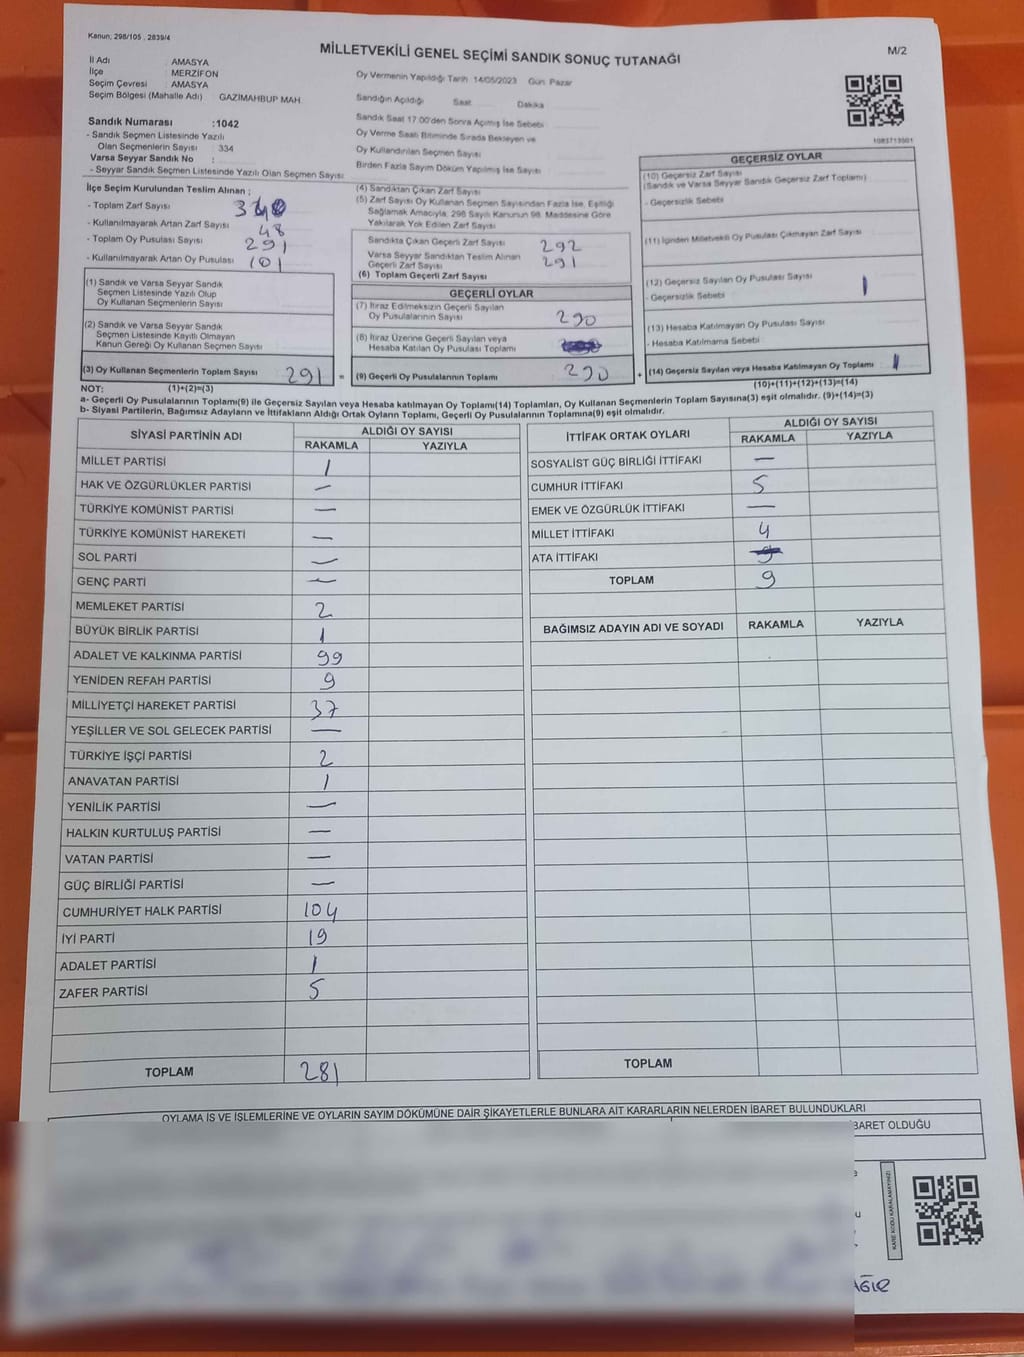 Kanun; 298/105 , 2839/4
MİLLETVEKİLİ GENEL SEÇİMİ SANDIK SONUÇ TUTANAĞI
M/2
İl Adı AMASYA
İlçe MERZİFON
Seçim Çevresi AMASYA
Seçim Bölgesi (Mahalle Adı) GAZİMAHBUP MAH.
Oy Vermenin Yapıldığı Tarih 14/05/2023 Gün Pazar
Sandığın Açıldığı Saat Dakika
Sandık Saat 17:00'den Sonra Açılmış İse Sebebi
Oy Verme Saati Bitiminde Sırada Bekleyen ve
Oy Kullandırılan Seçmen Sayısı
Birden Fazla Sayım Döküm Yapılmış İse Sayısı
Sandık Numarası :1042
- Sandık Seçmen Listesinde Yazılı
Olan Seçmenlerin Sayısı 334
Varsa Seyyar Sandık No :
- Seyyar Sandık Seçmen Listesinde Yazılı Olan Seçmen Sayısı
İlçe Seçim Kurulundan Teslim Alınan ;
- Toplam Zarf Sayısı
- Kullanılmayarak Artan Zarf Sayısı 48
- Toplam Oy Pusulası Sayısı 291
- Kullanılmayarak Artan Oy Pusulası 101
(1) Sandık ve Varsa Seyyar Sandık
Seçmen Listesinde Yazılı Olup
Oy Kullanan Seçmenlerin Sayısı
(2) Sandık ve Varsa Seyyar Sandık
Seçmen Listesinde Kayıtlı Olmayan
Kanun Gereği Oy Kullanan Seçmen Sayısı
(3) Oy Kullanan Seçmenlerin Toplam Sayısı 291
(4) Sandıktan Çıkan Zarf Sayısı
(5) Zarf Sayısı Oy Kullanan Seçmen Sayısından Fazla İse, Eşitliği
Sağlamak Amacıyla, 298 Sayılı Kanunun 98. Maddesine Göre
Yakılarak Yok Edilen Zarf Sayısı
Sandıkta Çıkan Geçerli Zarf Sayısı 292
Varsa Seyyar Sandıktan Teslim Alınan
Geçerli Zarf Sayısı 291
(6) Toplam Geçerli Zarf Sayısı
GEÇERLİ OYLAR
(7) İtiraz Edilmeksizin Geçerli Sayılan
Oy Pusulalarının Sayısı 290
(8) İtiraz Üzerine Geçerli Sayılan veya
Hesaba Katılan Oy Pusulası Toplamı
= (9) Geçerli Oy Pusulalarının Toplamı 290
1083713501
GEÇERSİZ OYLAR
(10) Geçersiz Zarf Sayısı
(Sandık ve Varsa Seyyar Sandık Geçersiz Zarf Toplamı)
- Geçersizlik Sebebi
(11) İçinden Milletvekili Oy Pusulası Çıkmayan Zarf Sayısı
(12) Geçersiz Sayılan Oy Pusulası Sayısı 1
- Geçersizlik Sebebi
(13) Hesaba Katılmayan Oy Pusulası Sayısı
- Hesaba Katılmama Sebebi
+ (14) Geçersiz Sayılan veya Hesaba Katılmayan Oy Toplamı 1
NOT: (1)+(2)=(3)
(10)+(11)+(12)+(13)=(14)
a- Geçerli Oy Pusulalarının Toplamı(9) ile Geçersiz Sayılan veya Hesaba katılmayan Oy Toplamı(14) Toplamları, Oy Kullanan Seçmenlerin Toplam Sayısına(3) eşit olmalıdır. (9)+(14)=(3)
b- Siyasi Partilerin, Bağımsız Adayların ve İttifakların Aldığı Ortak Oyların Toplamı, Geçerli Oy Pusulalarının Toplamına(9) eşit olmalıdır.
SİYASİ PARTİNİN ADI ALDIĞI OY SAYISI
RAKAMLA YAZIYLA
MİLLET PARTİSİ 1
HAK VE ÖZGÜRLÜKLER PARTİSİ —
TÜRKİYE KOMÜNİST PARTİSİ —
TÜRKİYE KOMÜNİST HAREKETİ —
SOL PARTİ —
GENÇ PARTİ —
MEMLEKET PARTİSİ 2
BÜYÜK BİRLİK PARTİSİ 1
ADALET VE KALKINMA PARTİSİ 99
YENİDEN REFAH PARTİSİ 9
MİLLİYETÇİ HAREKET PARTİSİ 37
YEŞİLLER VE SOL GELECEK PARTİSİ —
TÜRKİYE İŞÇİ PARTİSİ 2
ANAVATAN PARTİSİ 1
YENİLİK PARTİSİ —
HALKIN KURTULUŞ PARTİSİ —
VATAN PARTİSİ —
GÜÇ BİRLİĞİ PARTİSİ —
CUMHURİYET HALK PARTİSİ 104
İYİ PARTİ 19
ADALET PARTİSİ 1
ZAFER PARTİSİ 5
TOPLAM 281
İTTİFAK ORTAK OYLARI ALDIĞI OY SAYISI
RAKAMLA YAZIYLA
SOSYALİST GÜÇ BİRLİĞİ İTTİFAKI —
CUMHUR İTTİFAKI 5
EMEK VE ÖZGÜRLÜK İTTİFAKI —
MİLLET İTTİFAKI 4
ATA İTTİFAKI
TOPLAM 9
BAĞIMSIZ ADAYIN ADI VE SOYADI RAKAMLA YAZIYLA
TOPLAM
OYLAMA İŞ VE İŞLEMLERİNE VE OYLARIN SAYIM DÖKÜMÜNE DAİR ŞİKAYETLERLE BUNLARA AİT KARARLARIN NELERDEN İBARET BULUNDUKLARI
İBARET OLDUĞU
KARE KODU KARALAMAYINIZ!